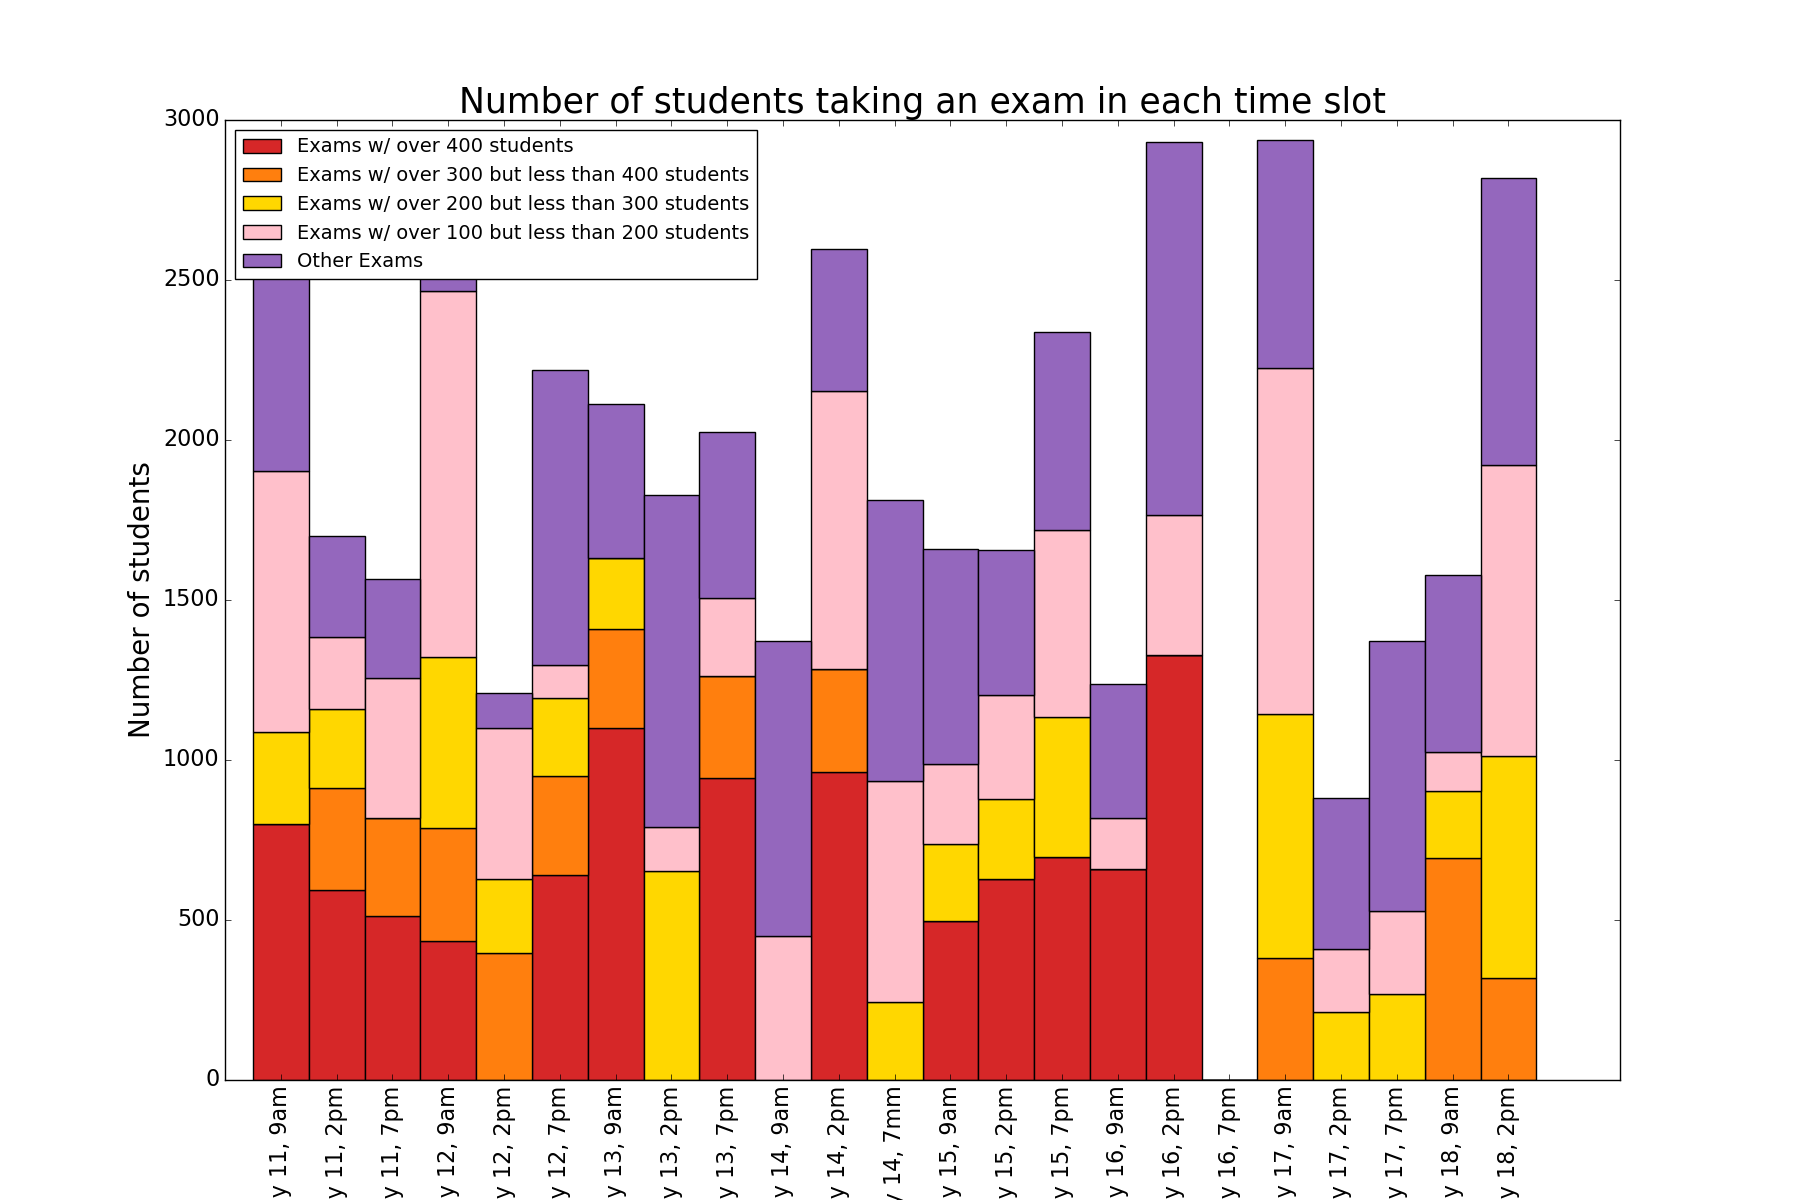 Number of students taking an exam in each time slot
3000
2500
2000
1500
1000
500
0
Number of students
Exams w/ over 400 students
Exams w/ over 300 but less than 400 students
Exams w/ over 200 but less than 300 students
Exams w/ over 100 but less than 200 students
Other Exams
y 11, 9am
y 11, 2pm
y 11, 7pm
y 12, 9am
y 12, 2pm
y 12, 7pm
y 13, 9am
y 13, 2pm
y 13, 7pm
y 14, 9am
y 14, 2pm
y 14, 7mm
y 15, 9am
y 15, 2pm
y 15, 7pm
y 16, 9am
y 16, 2pm
y 16, 7pm
y 17, 9am
y 17, 2pm
y 17, 7pm
y 18, 9am
y 18, 2pm